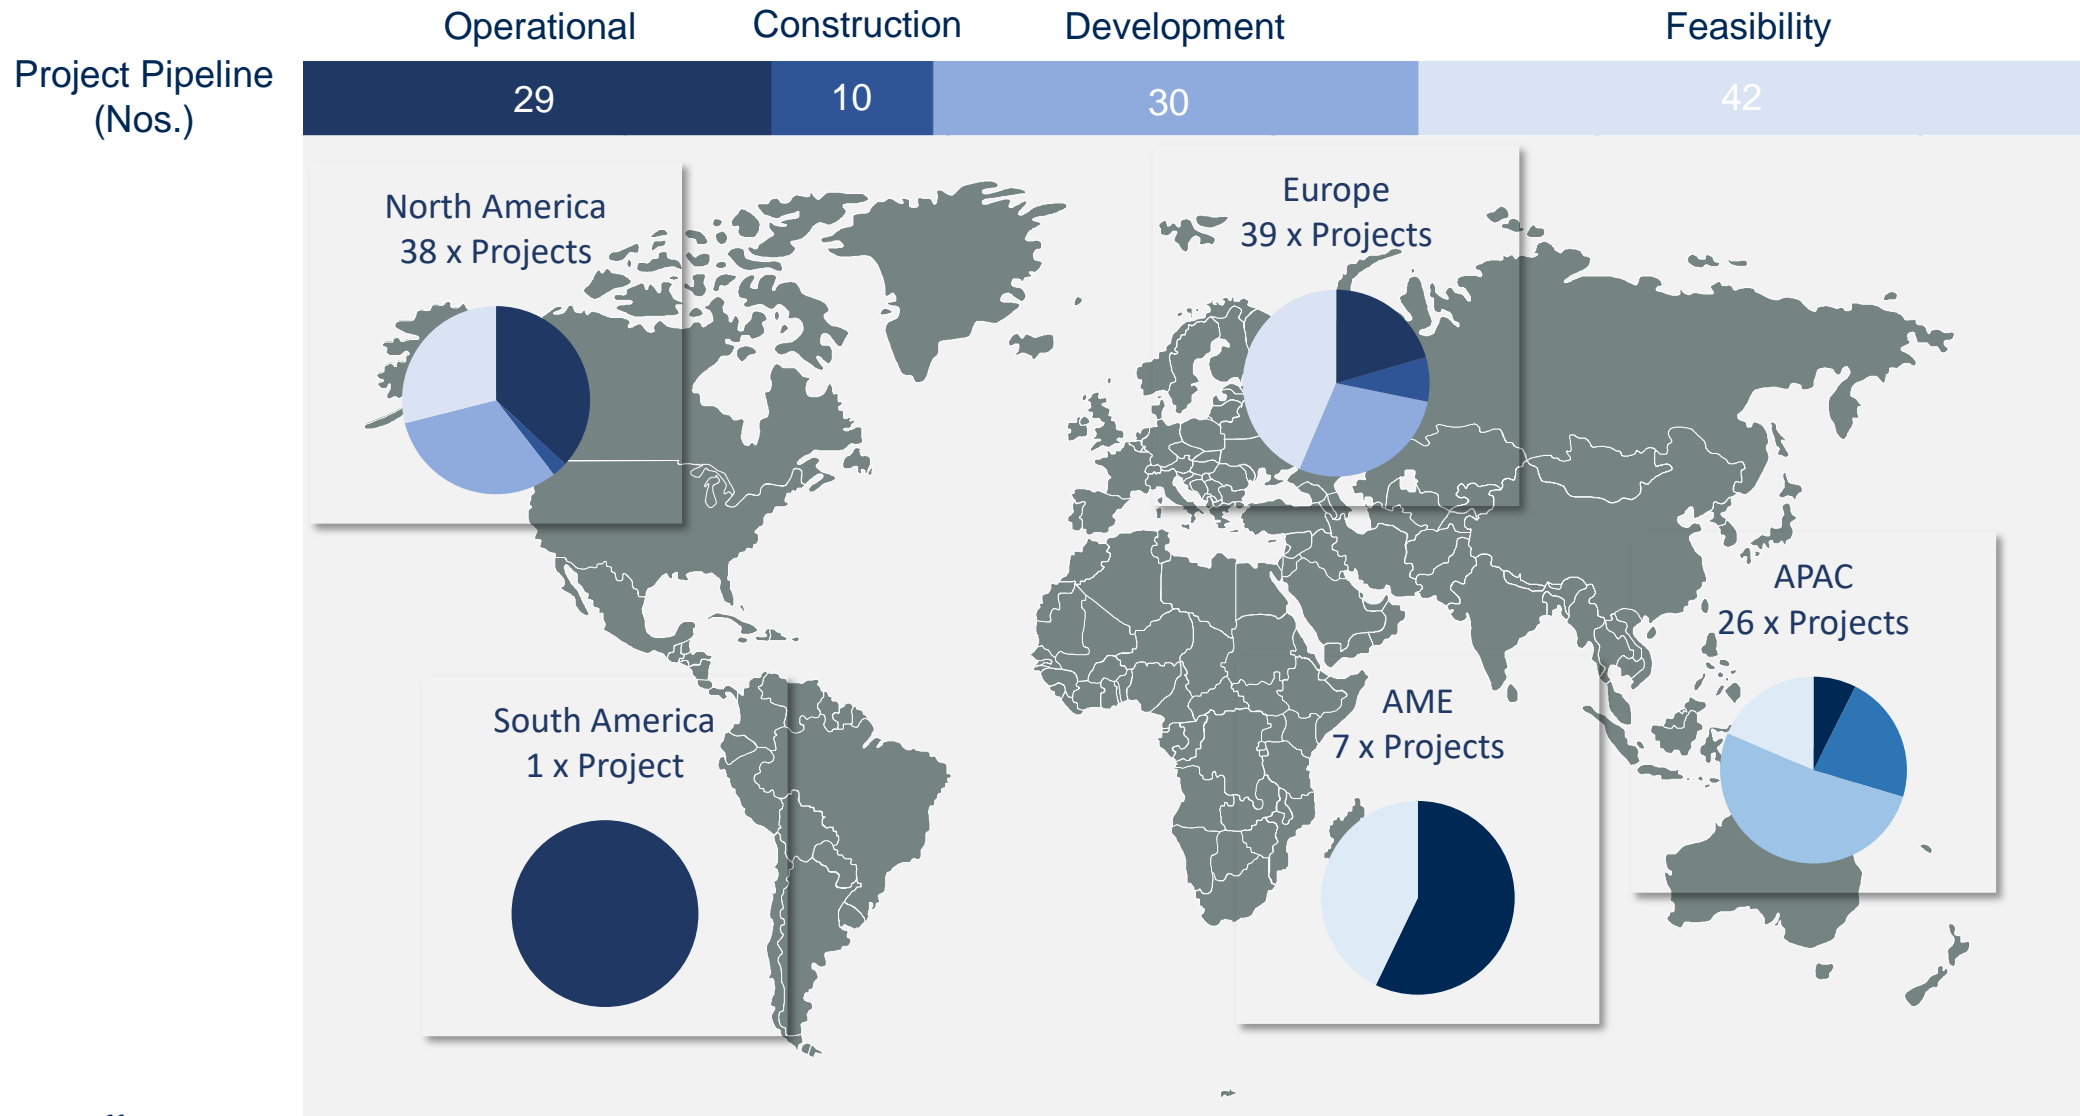 Operational
Construction
Development
Feasibility
Project Pipeline
(Nos.)
29
10
30
42
North America
38 x Projects
Europe
39 x Projects
APAC
26 x Projects
South America
1 x Project
AME
7 x Projects